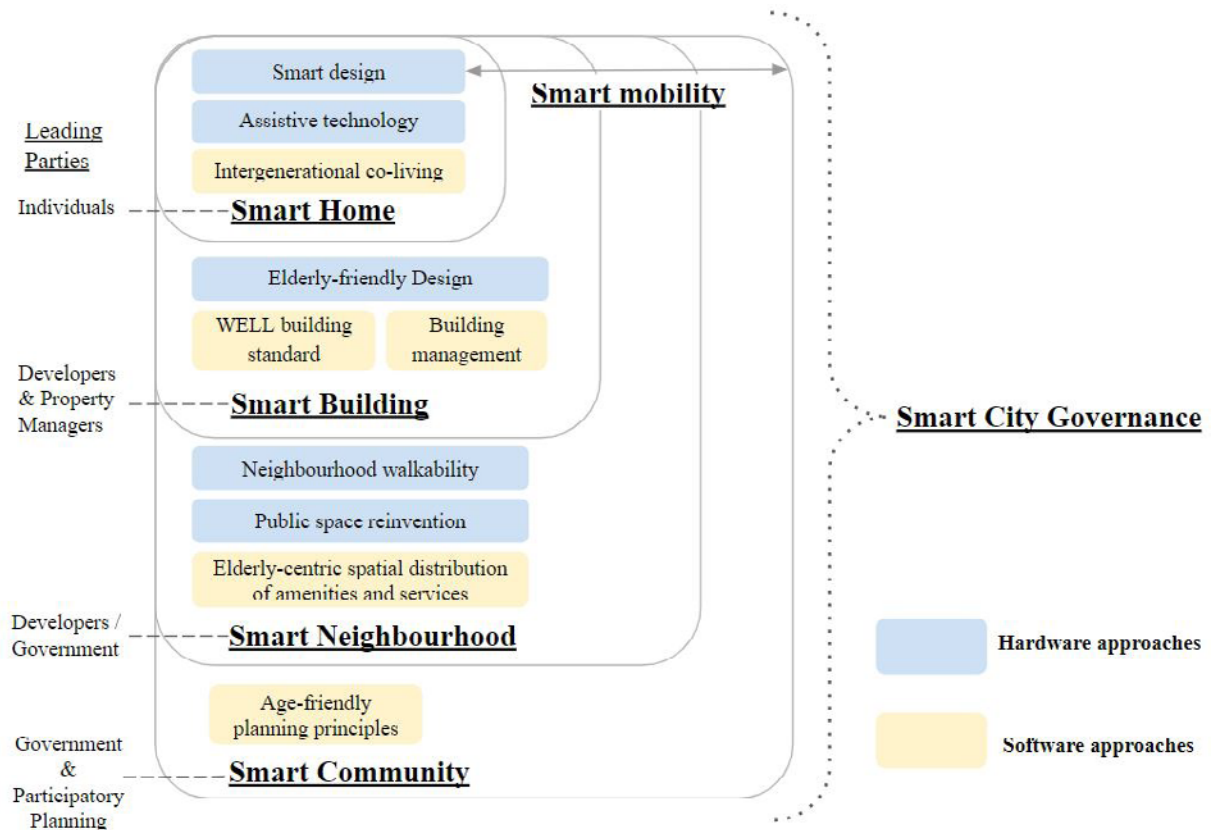 Smart design
Smart mobility
Assistive technology
Leading
Parties
Intergenerational co-living
Individuals
Smart Home
Elderly-friendly Design
WELL building
standard
Building
management
Developers
& Property
Managers
Smart Building
Smart City Governance
Neighbourhood walkability
Public space reinvention
Elderly-centric spatial distribution
of amenities and services
Developers /
Government
Smart Neighbourhood
Hardware approaches
Age-friendly
planning principles
Software approaches
Government
&
Participatory
Planning
Smart Community